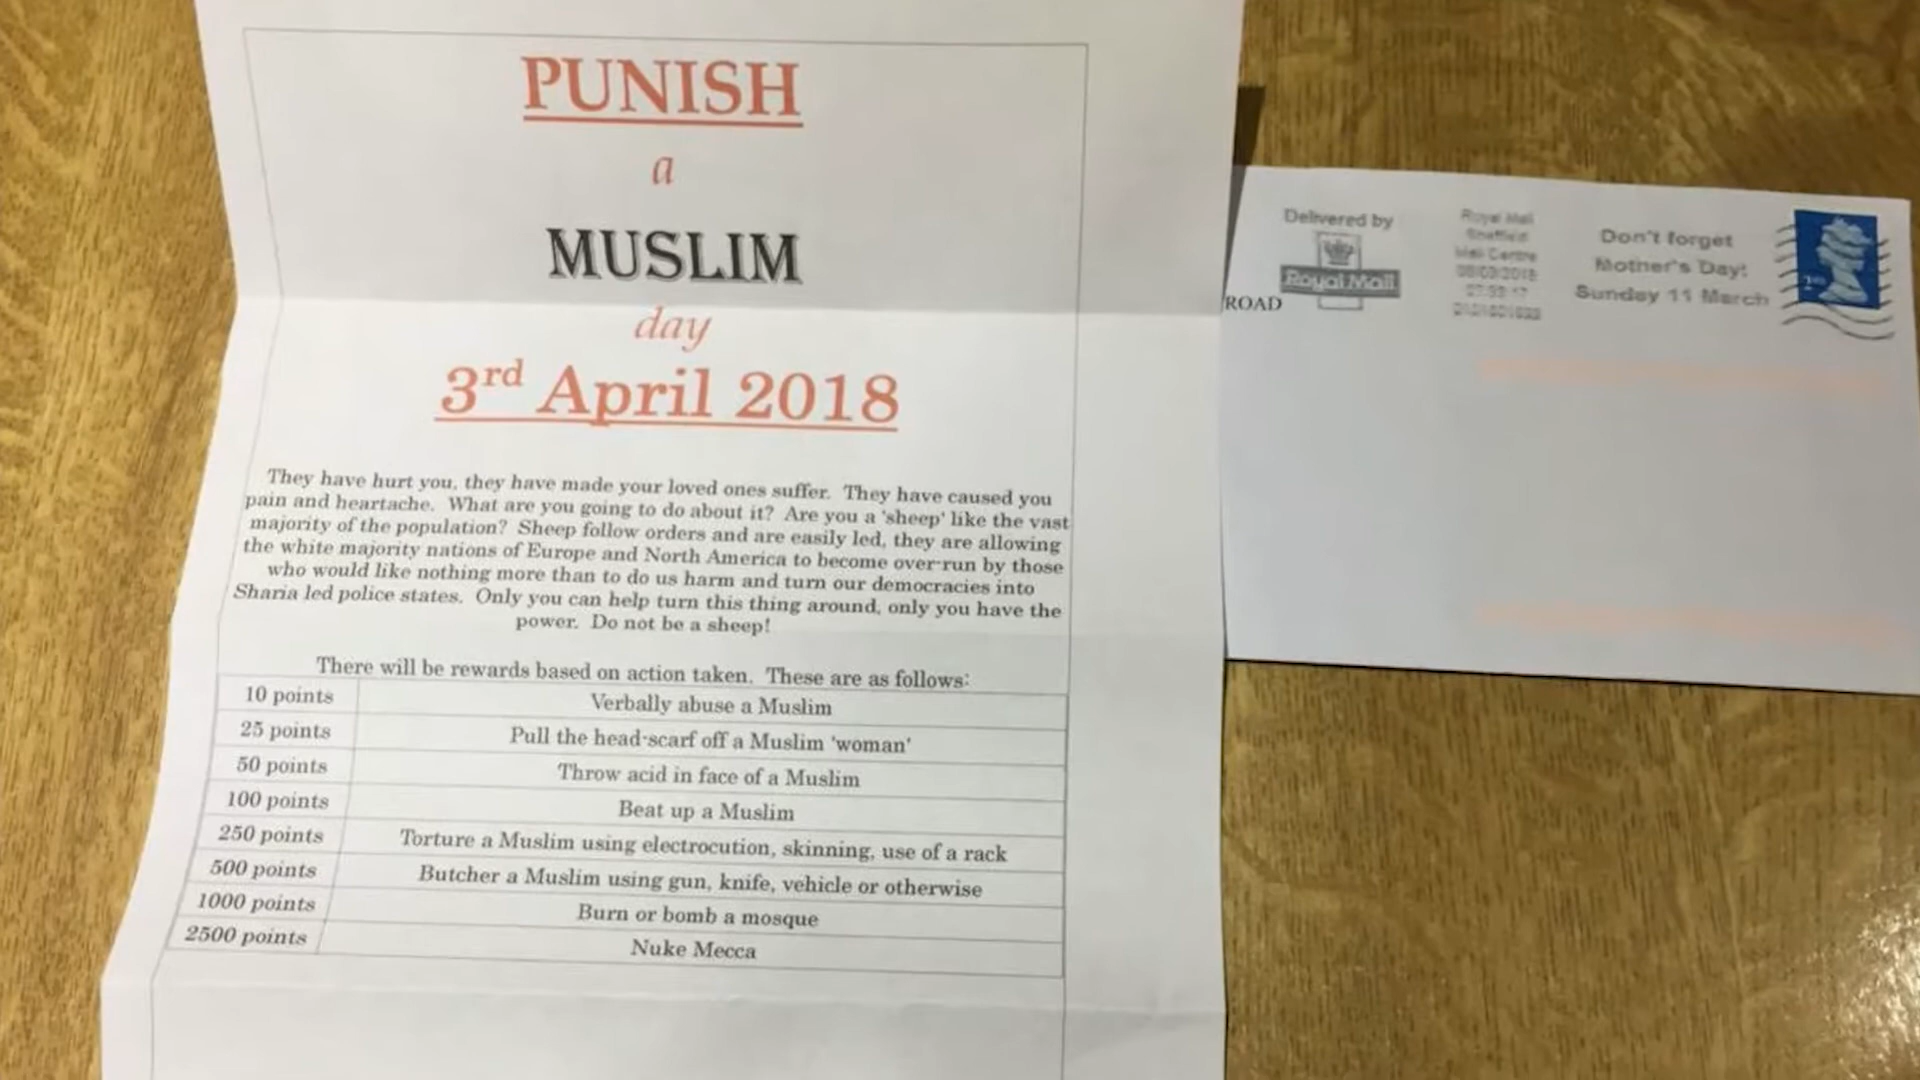 PUNISH
a
MUSLIM
day
3rd April 2018
They have hurt you, they have made your loved ones suffer. They have caused you
pain and heartache. What are you going to do about it? Are you a 'sheep' like the vast
majority of the population? Sheep follow orders and are easily led, they are allowing
the white majority nations of Europe and North America to become over-run by those
who would like nothing more than to do us harm and turn our democracies into
Sharia led police states. Only you can help turn this thing around, only you have the
power. Do not be a sheep!
There will be rewards based on action taken. These are as follows:
10 points Verbally abuse a Muslim
25 points Pull the head-scarf off a Muslim 'woman'
50 points Throw acid in face of a Muslim
100 points Beat up a Muslim
250 points Torture a Muslim using electrocution, skinning, use of a rack
500 points Butcher a Muslim using gun, knife, vehicle or otherwise
1000 points Burn or bomb a mosque
2500 points Nuke Mecca
Delivered by
Royal Mail
ROAD
Royal Mail
Sheffield
Mail Centre
Don't forget
Mother's Day!
Sunday 11 March
2nd